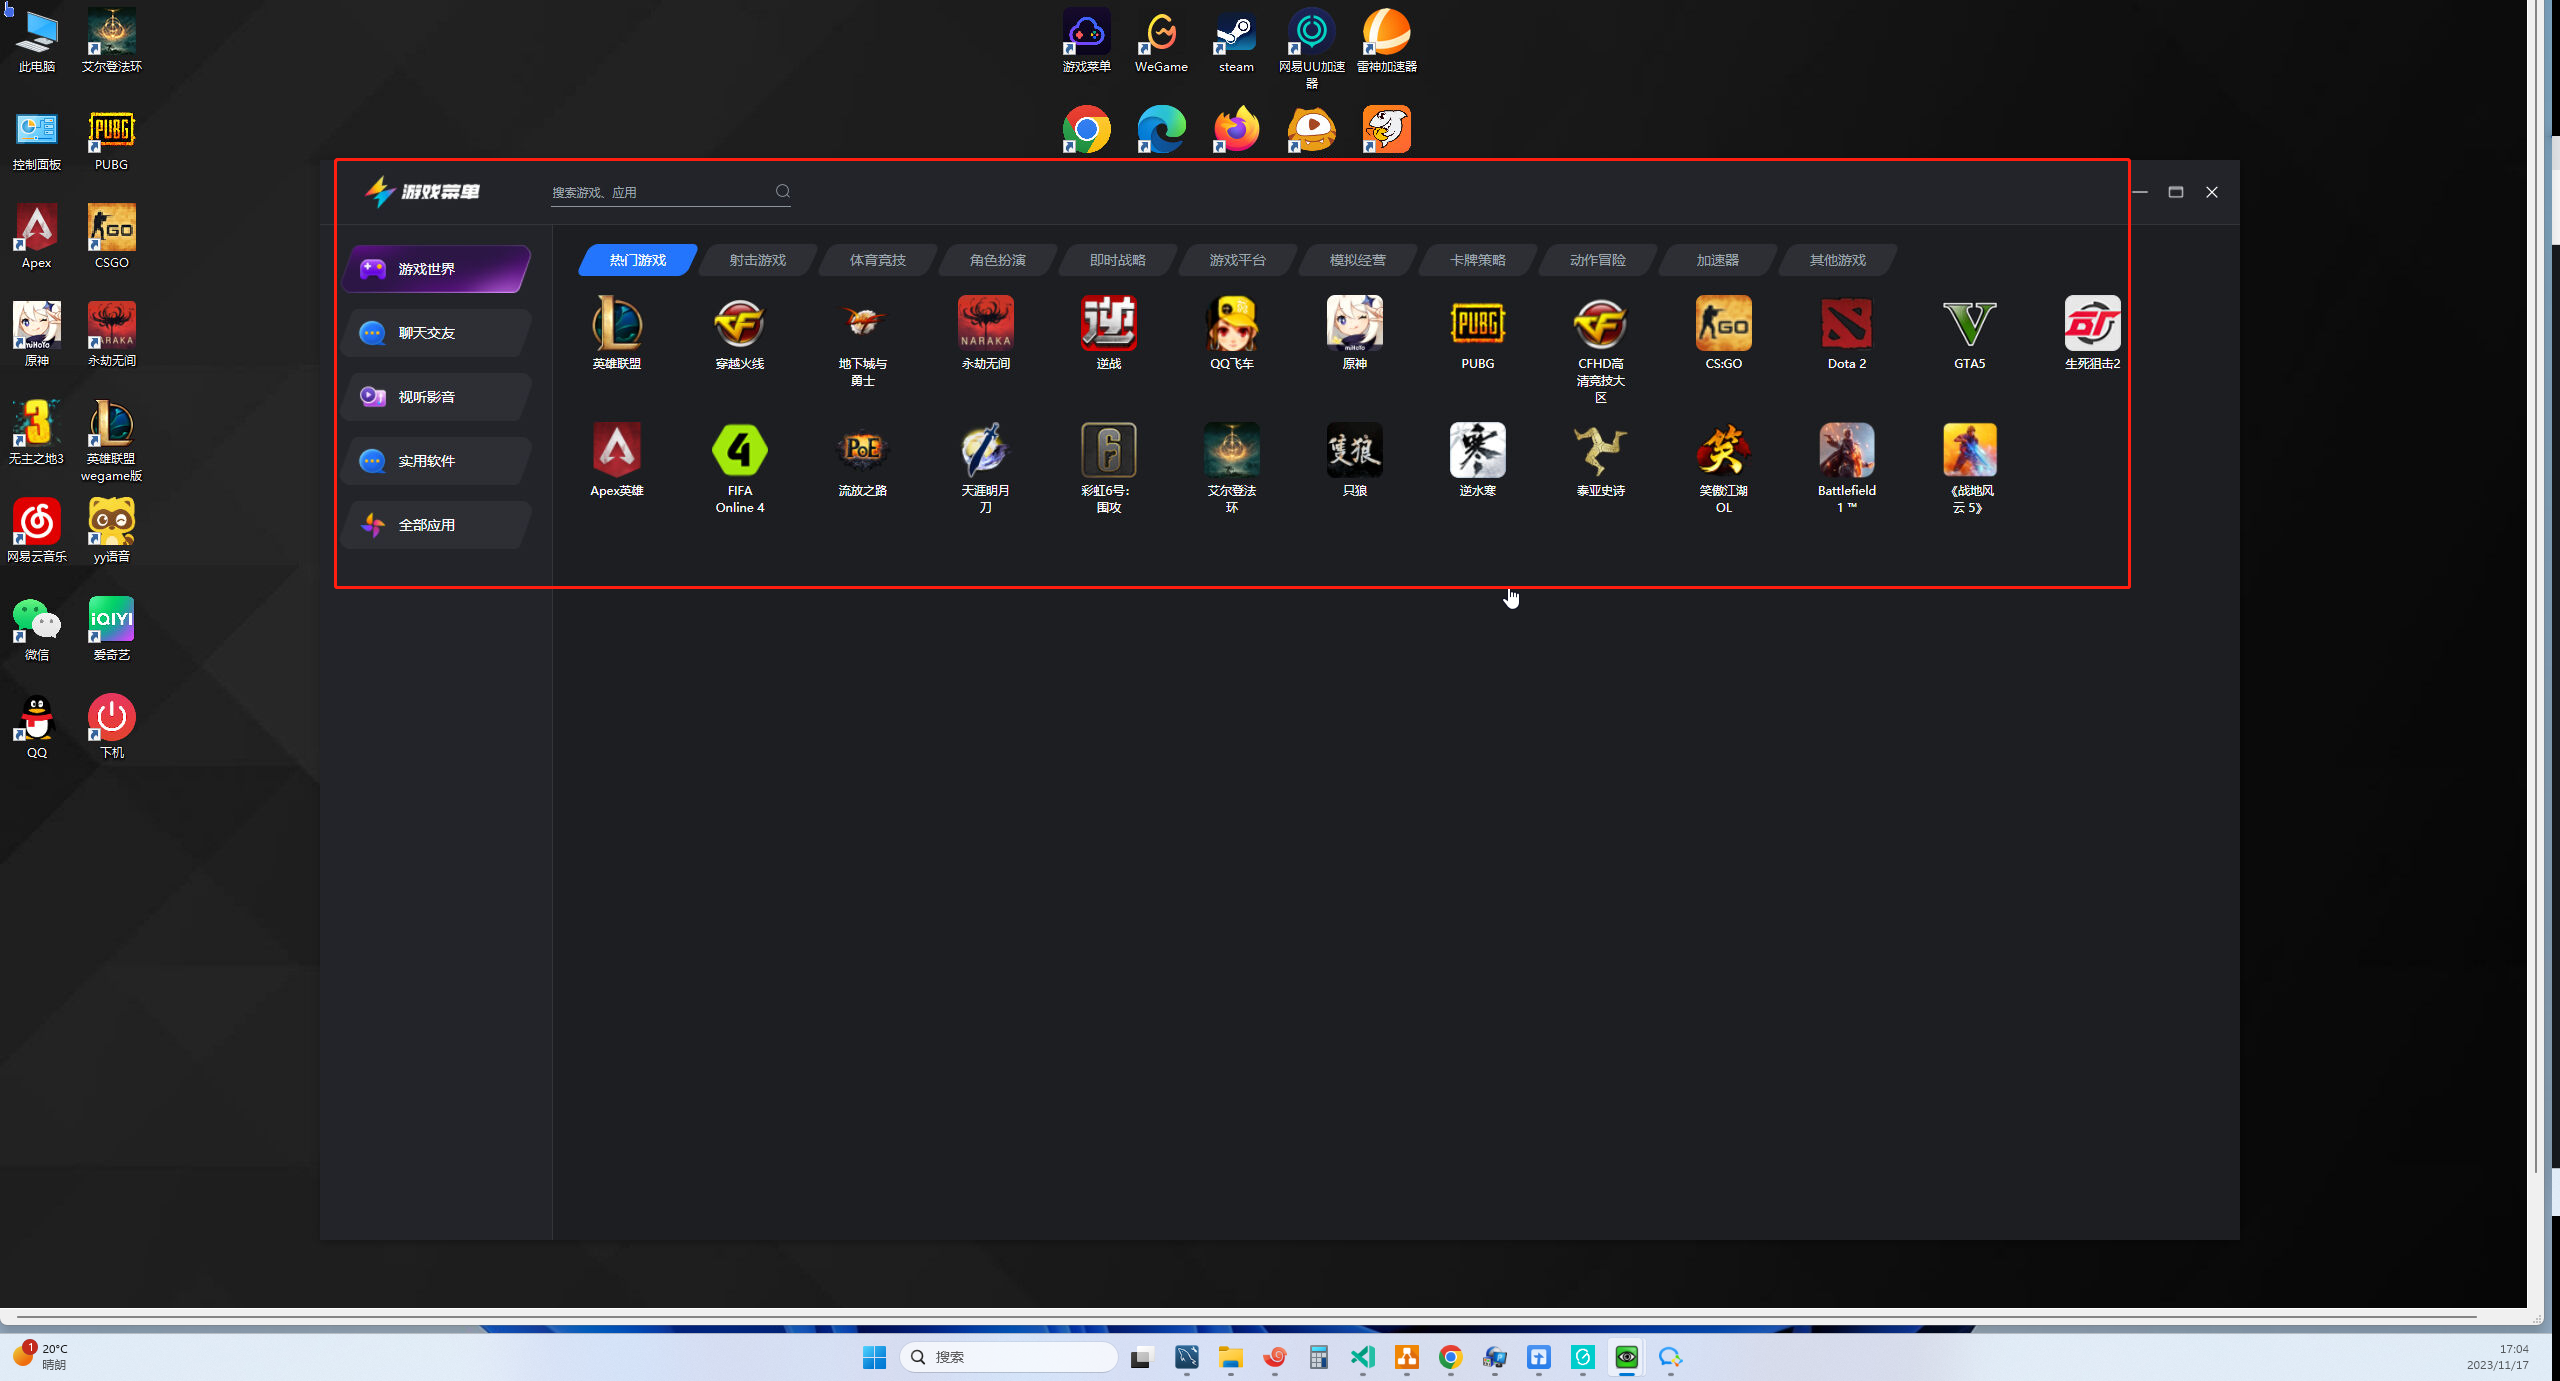 此电脑
艾尔登法环
控制面板
PUBG
Apex
CSGO
原神
永劫无间
无主之地3
英雄联盟
wegame版
网易云音乐
yy语音
微信
爱奇艺
QQ
下机
游戏菜单
WeGame
steam
网易UU加速
器
雷神加速器
游戏菜单
搜索游戏、应用
游戏世界
聊天交友
视听影音
实用软件
全部应用
热门游戏
射击游戏
体育竞技
角色扮演
即时战略
游戏平台
模拟经营
卡牌策略
动作冒险
加速器
其他游戏
英雄联盟
穿越火线
地下城与
勇士
永劫无间
逆战
QQ飞车
原神
PUBG
CFHD高
清竞技大
区
CS:GO
Dota 2
GTA5
生死狙击2
Apex英雄
FIFA
Online 4
流放之路
天涯明月
刀
彩虹6号:
围攻
艾尔登法
环
只狼
逆水寒
泰亚史诗
笑傲江湖
OL
Battlefield
1 ™
《战地风
云 5》
1
20°C
晴朗
搜索
17:04
2023/11/17